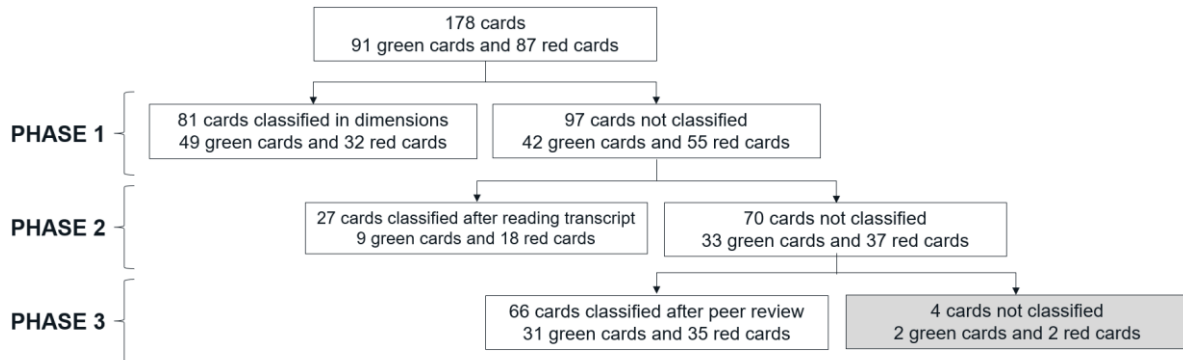 178 cards
91 green cards and 87 red cards
PHASE 1
81 cards classified in dimensions
49 green cards and 32 red cards
97 cards not classified
42 green cards and 55 red cards
PHASE 2
27 cards classified after reading transcript
9 green cards and 18 red cards
70 cards not classified
33 green cards and 37 red cards
PHASE 3
66 cards classified after peer review
31 green cards and 35 red cards
4 cards not classified
2 green cards and 2 red cards